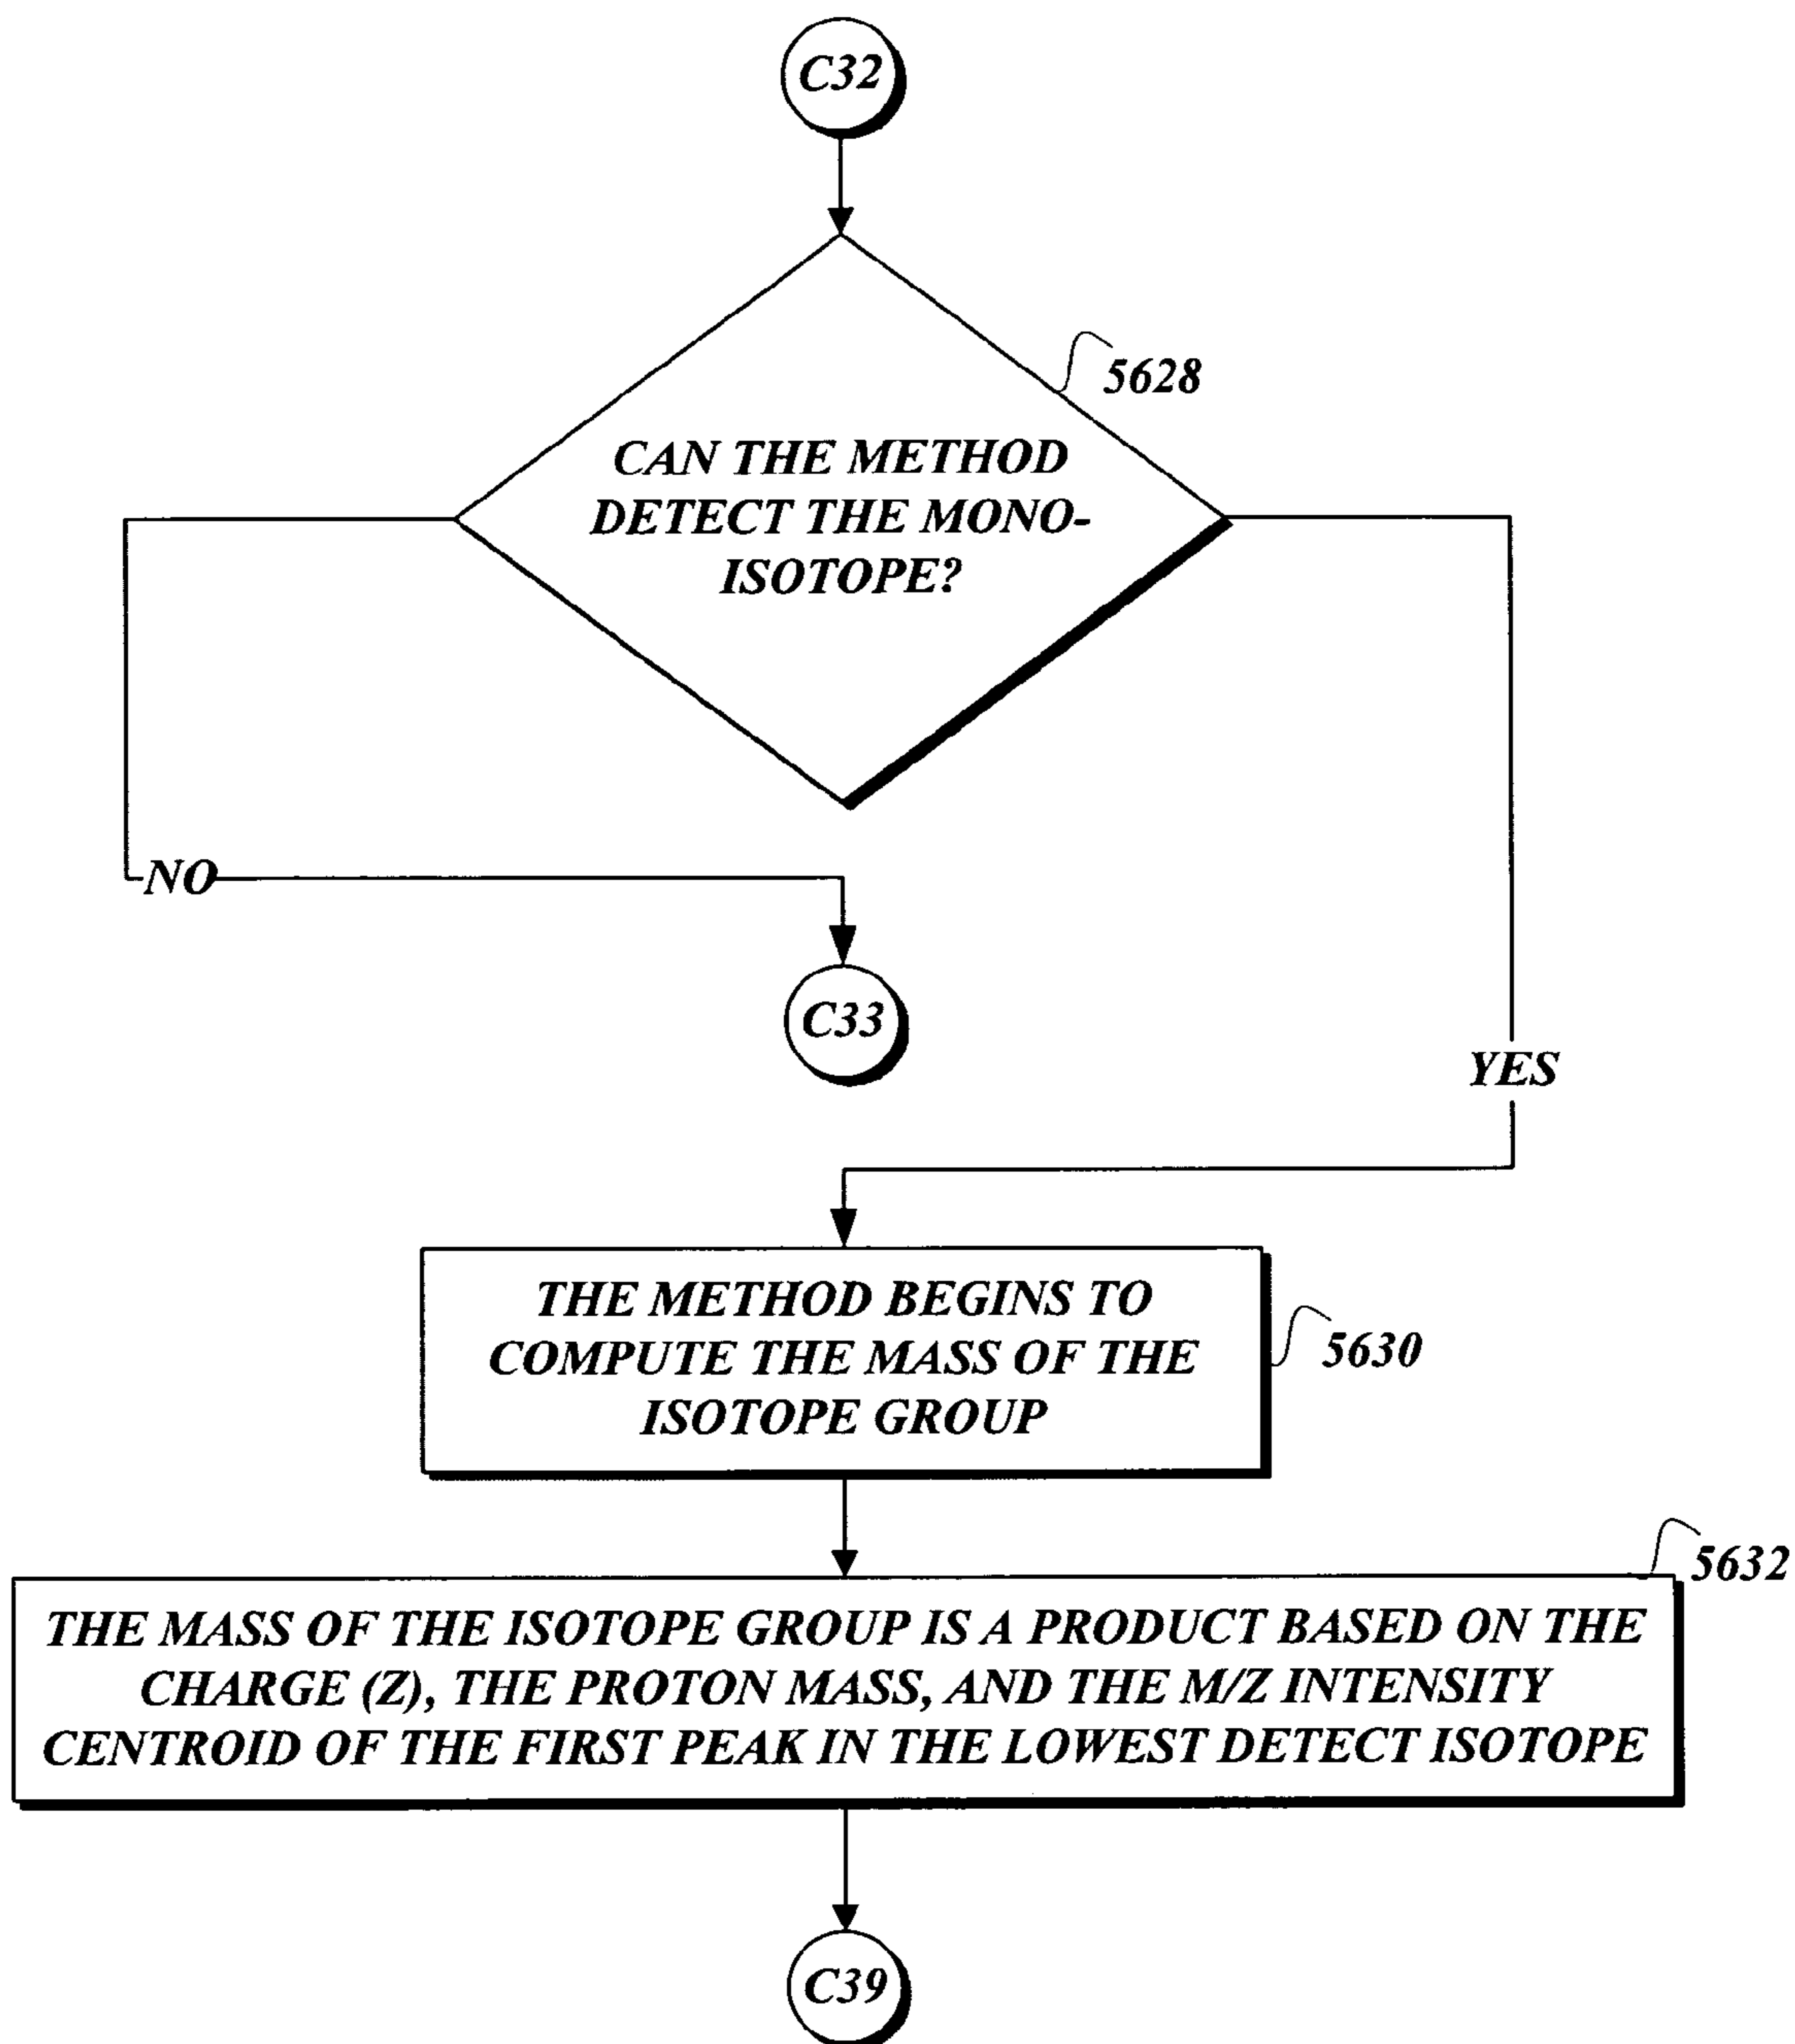 C32
5628
CAN THE METHOD
DETECT THE MONO-
ISOTOPE?
NO
C33
YES
THE METHOD BEGINS TO
COMPUTE THE MASS OF THE
ISOTOPE GROUP
5630
5632
THE MASS OF THE ISOTOPE GROUP IS A PRODUCT BASED ON THE
CHARGE (Z), THE PROTON MASS, AND THE M/Z INTENSITY
CENTROID OF THE FIRST PEAK IN THE LOWEST DETECT ISOTOPE
C39